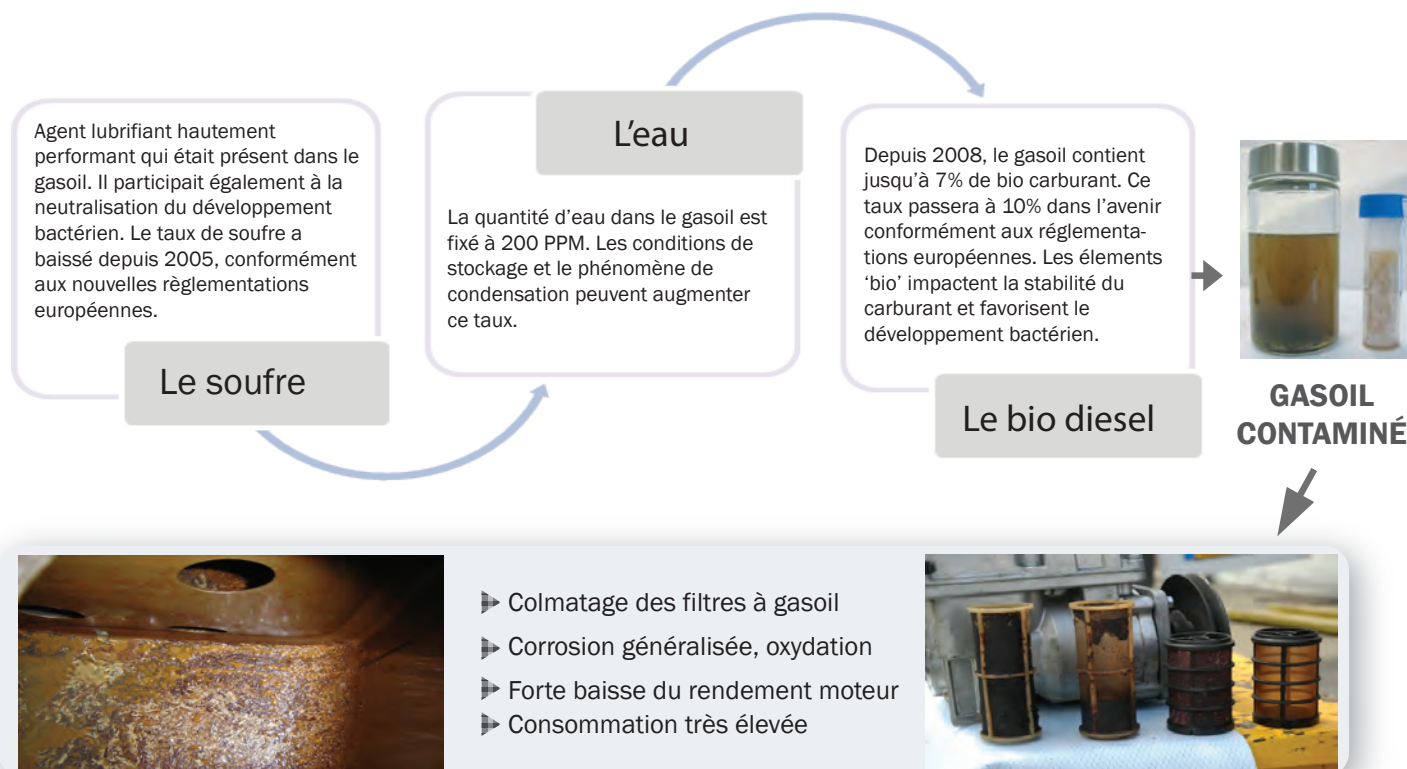 Agent lubrifiant hautement
performant qui était présent dans le
gasoil. Il participait également à la
neutralisation du développement
bactérien. Le taux de soufre a
baissé depuis 2005, conformément
aux nouvelles règlementations
européennes.
Le soufre
L'eau
La quantité d'eau dans le gasoil est
fixé à 200 PPM. Les conditions de
stockage et le phénomène de
condensation peuvent augmenter
ce taux.
Depuis 2008, le gasoil contient
jusqu'à 7% de bio carburant. Ce
taux passera à 10% dans l'avenir
conformément aux réglementa-
tions européennes. Les élements
'bio' impactent la stabilité du
carburant et favorisent le
développement bactérien.
Le bio diesel
GASOIL
CONTAMINÉ
Colmatage des filtres à gasoil
Corrosion généralisée, oxydation
Forte baisse du rendement moteur
Consommation très élevée